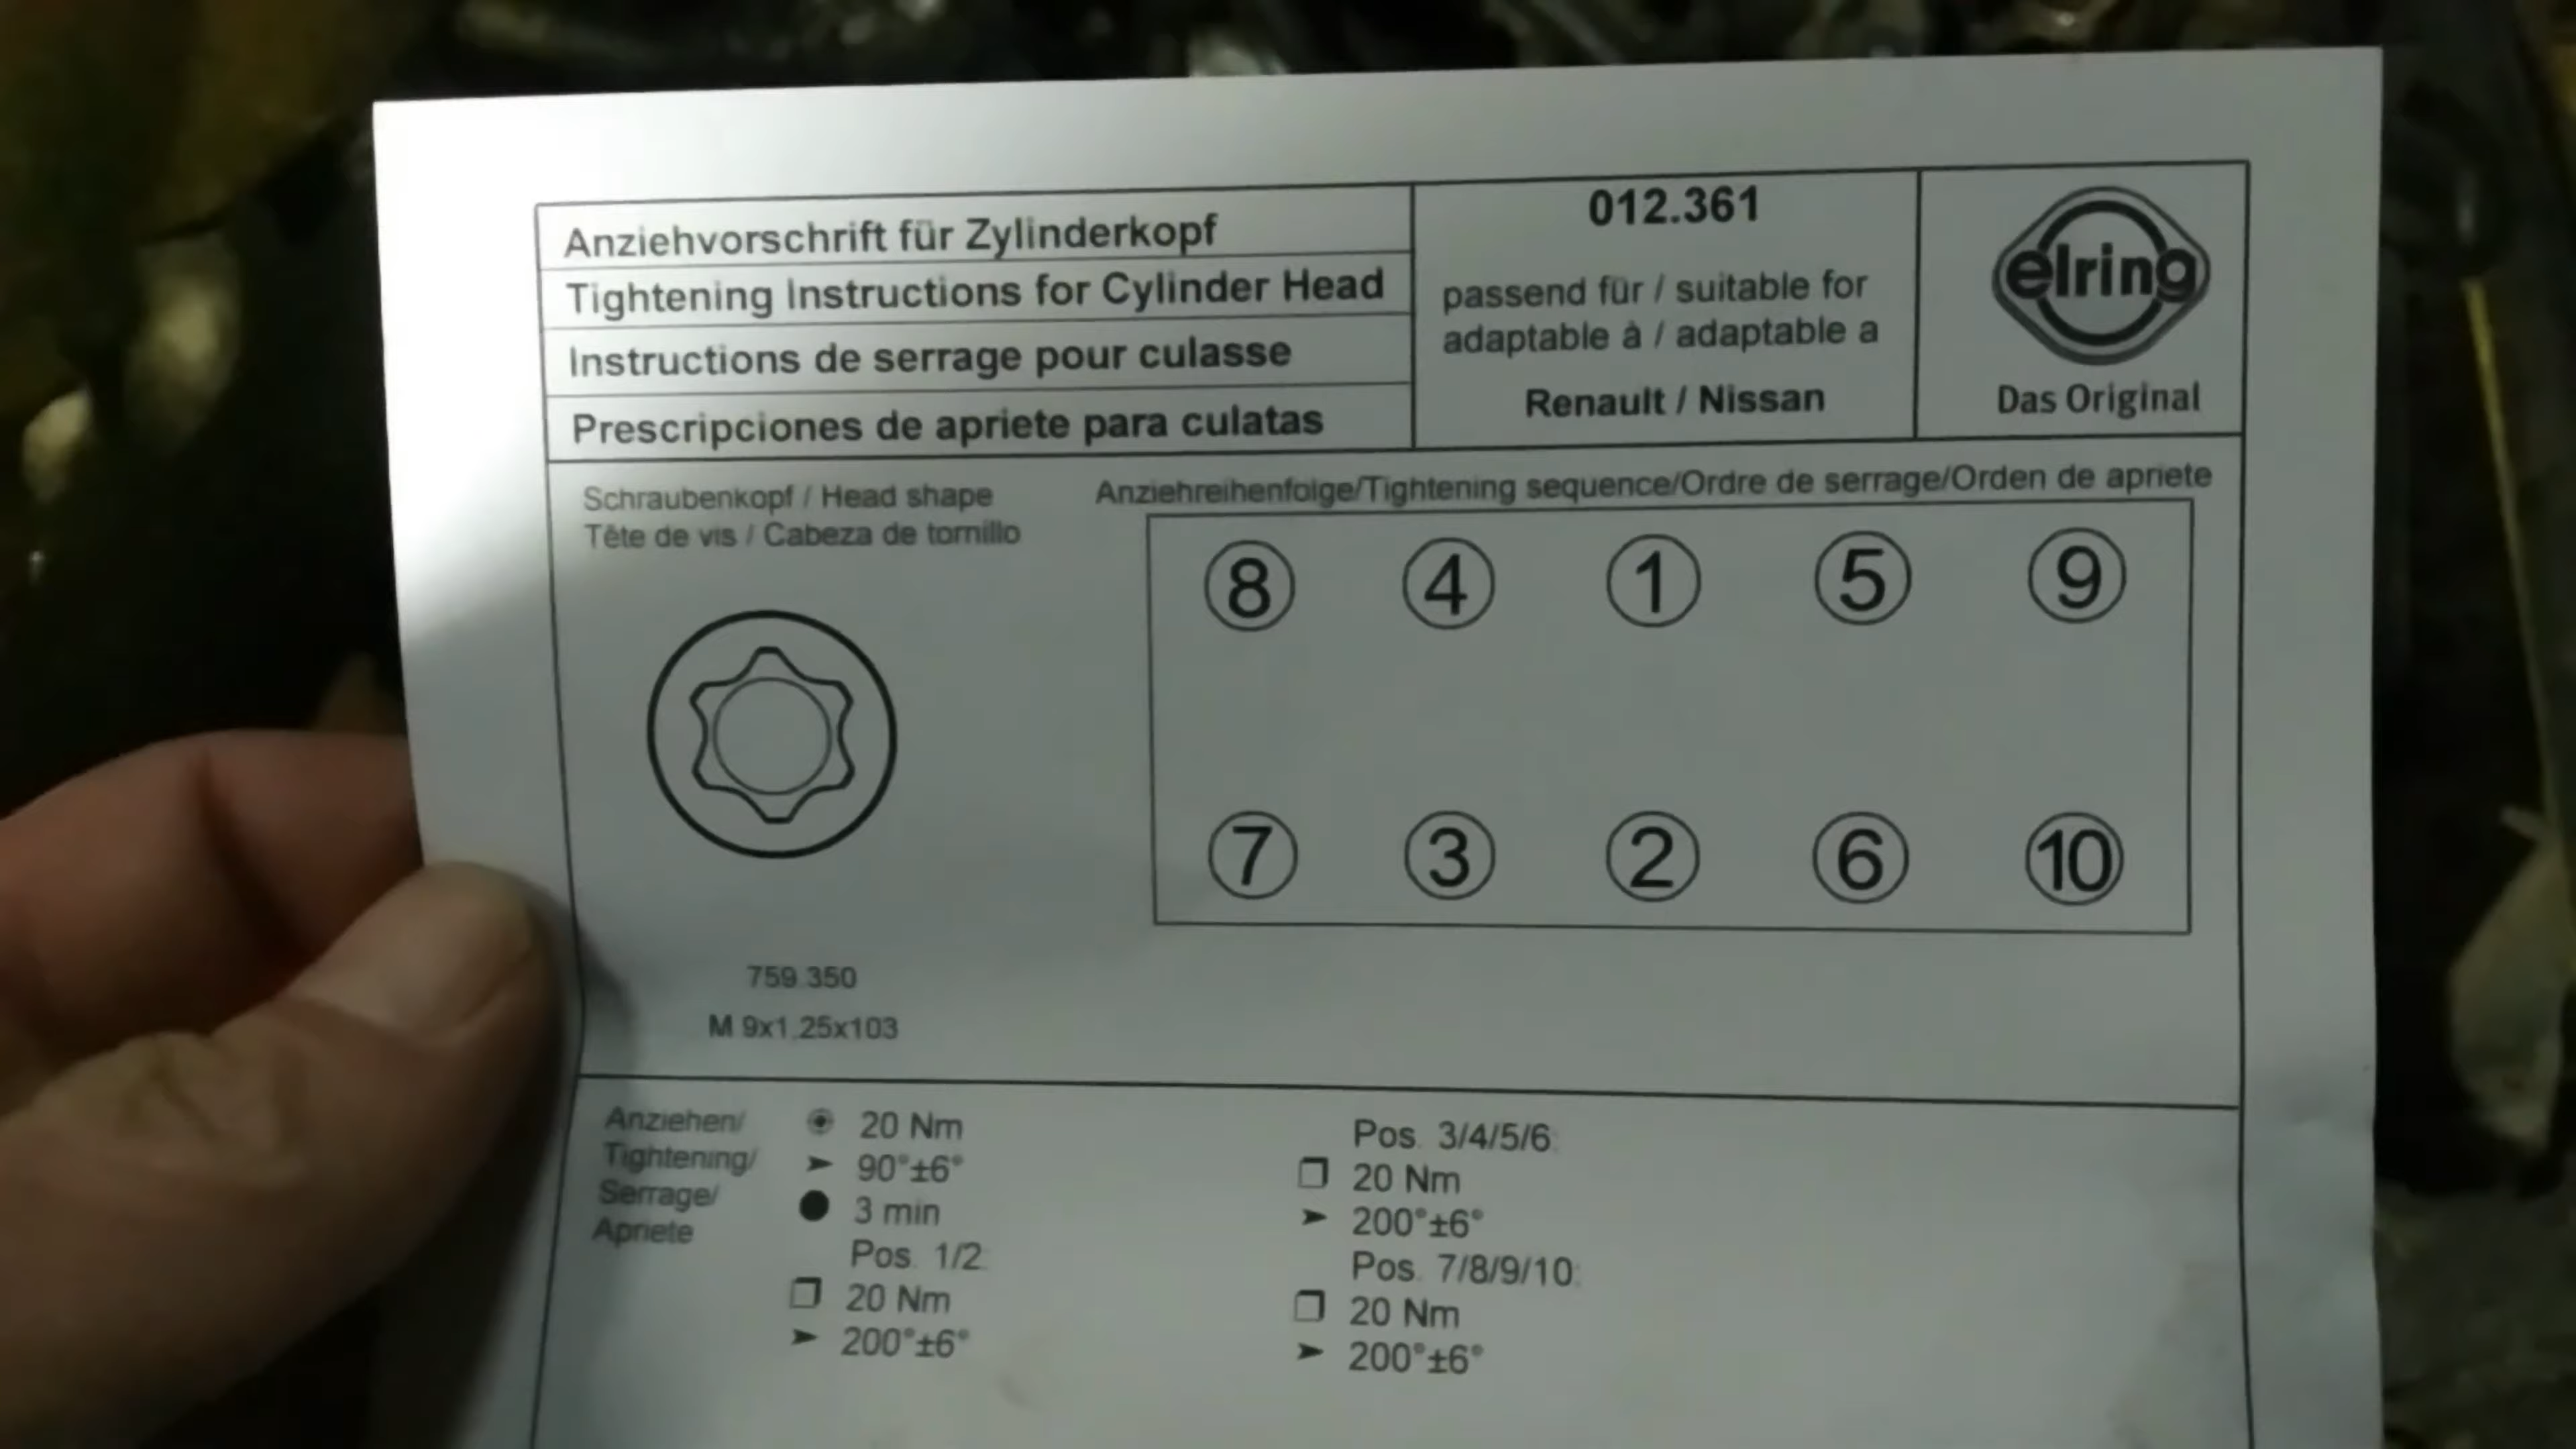 Anziehvorschrift für Zylinderkopf
Tightening Instructions for Cylinder Head
Instructions de serrage pour culasse
Prescripciones de apriete para culatas
012.361
passend für / suitable for
adaptable à / adaptable a
Renault / Nissan
elring
Das Original
Schraubenkopf / Head shape
Tête de vis / Cabeza de tornillo
Anziehreihenfolge/Tightening sequence/Ordre de serrage/Orden de apriete
8 4 1 5 9
7 3 2 6 10
759.350
M 9x1.25x103
Anziehen/
Tightening/
Serrage/
Apriete
20 Nm
90°±6°
3 min
Pos. 1/2:
20 Nm
200°±6°
Pos. 3/4/5/6:
20 Nm
200°±6°
Pos. 7/8/9/10:
20 Nm
200°±6°